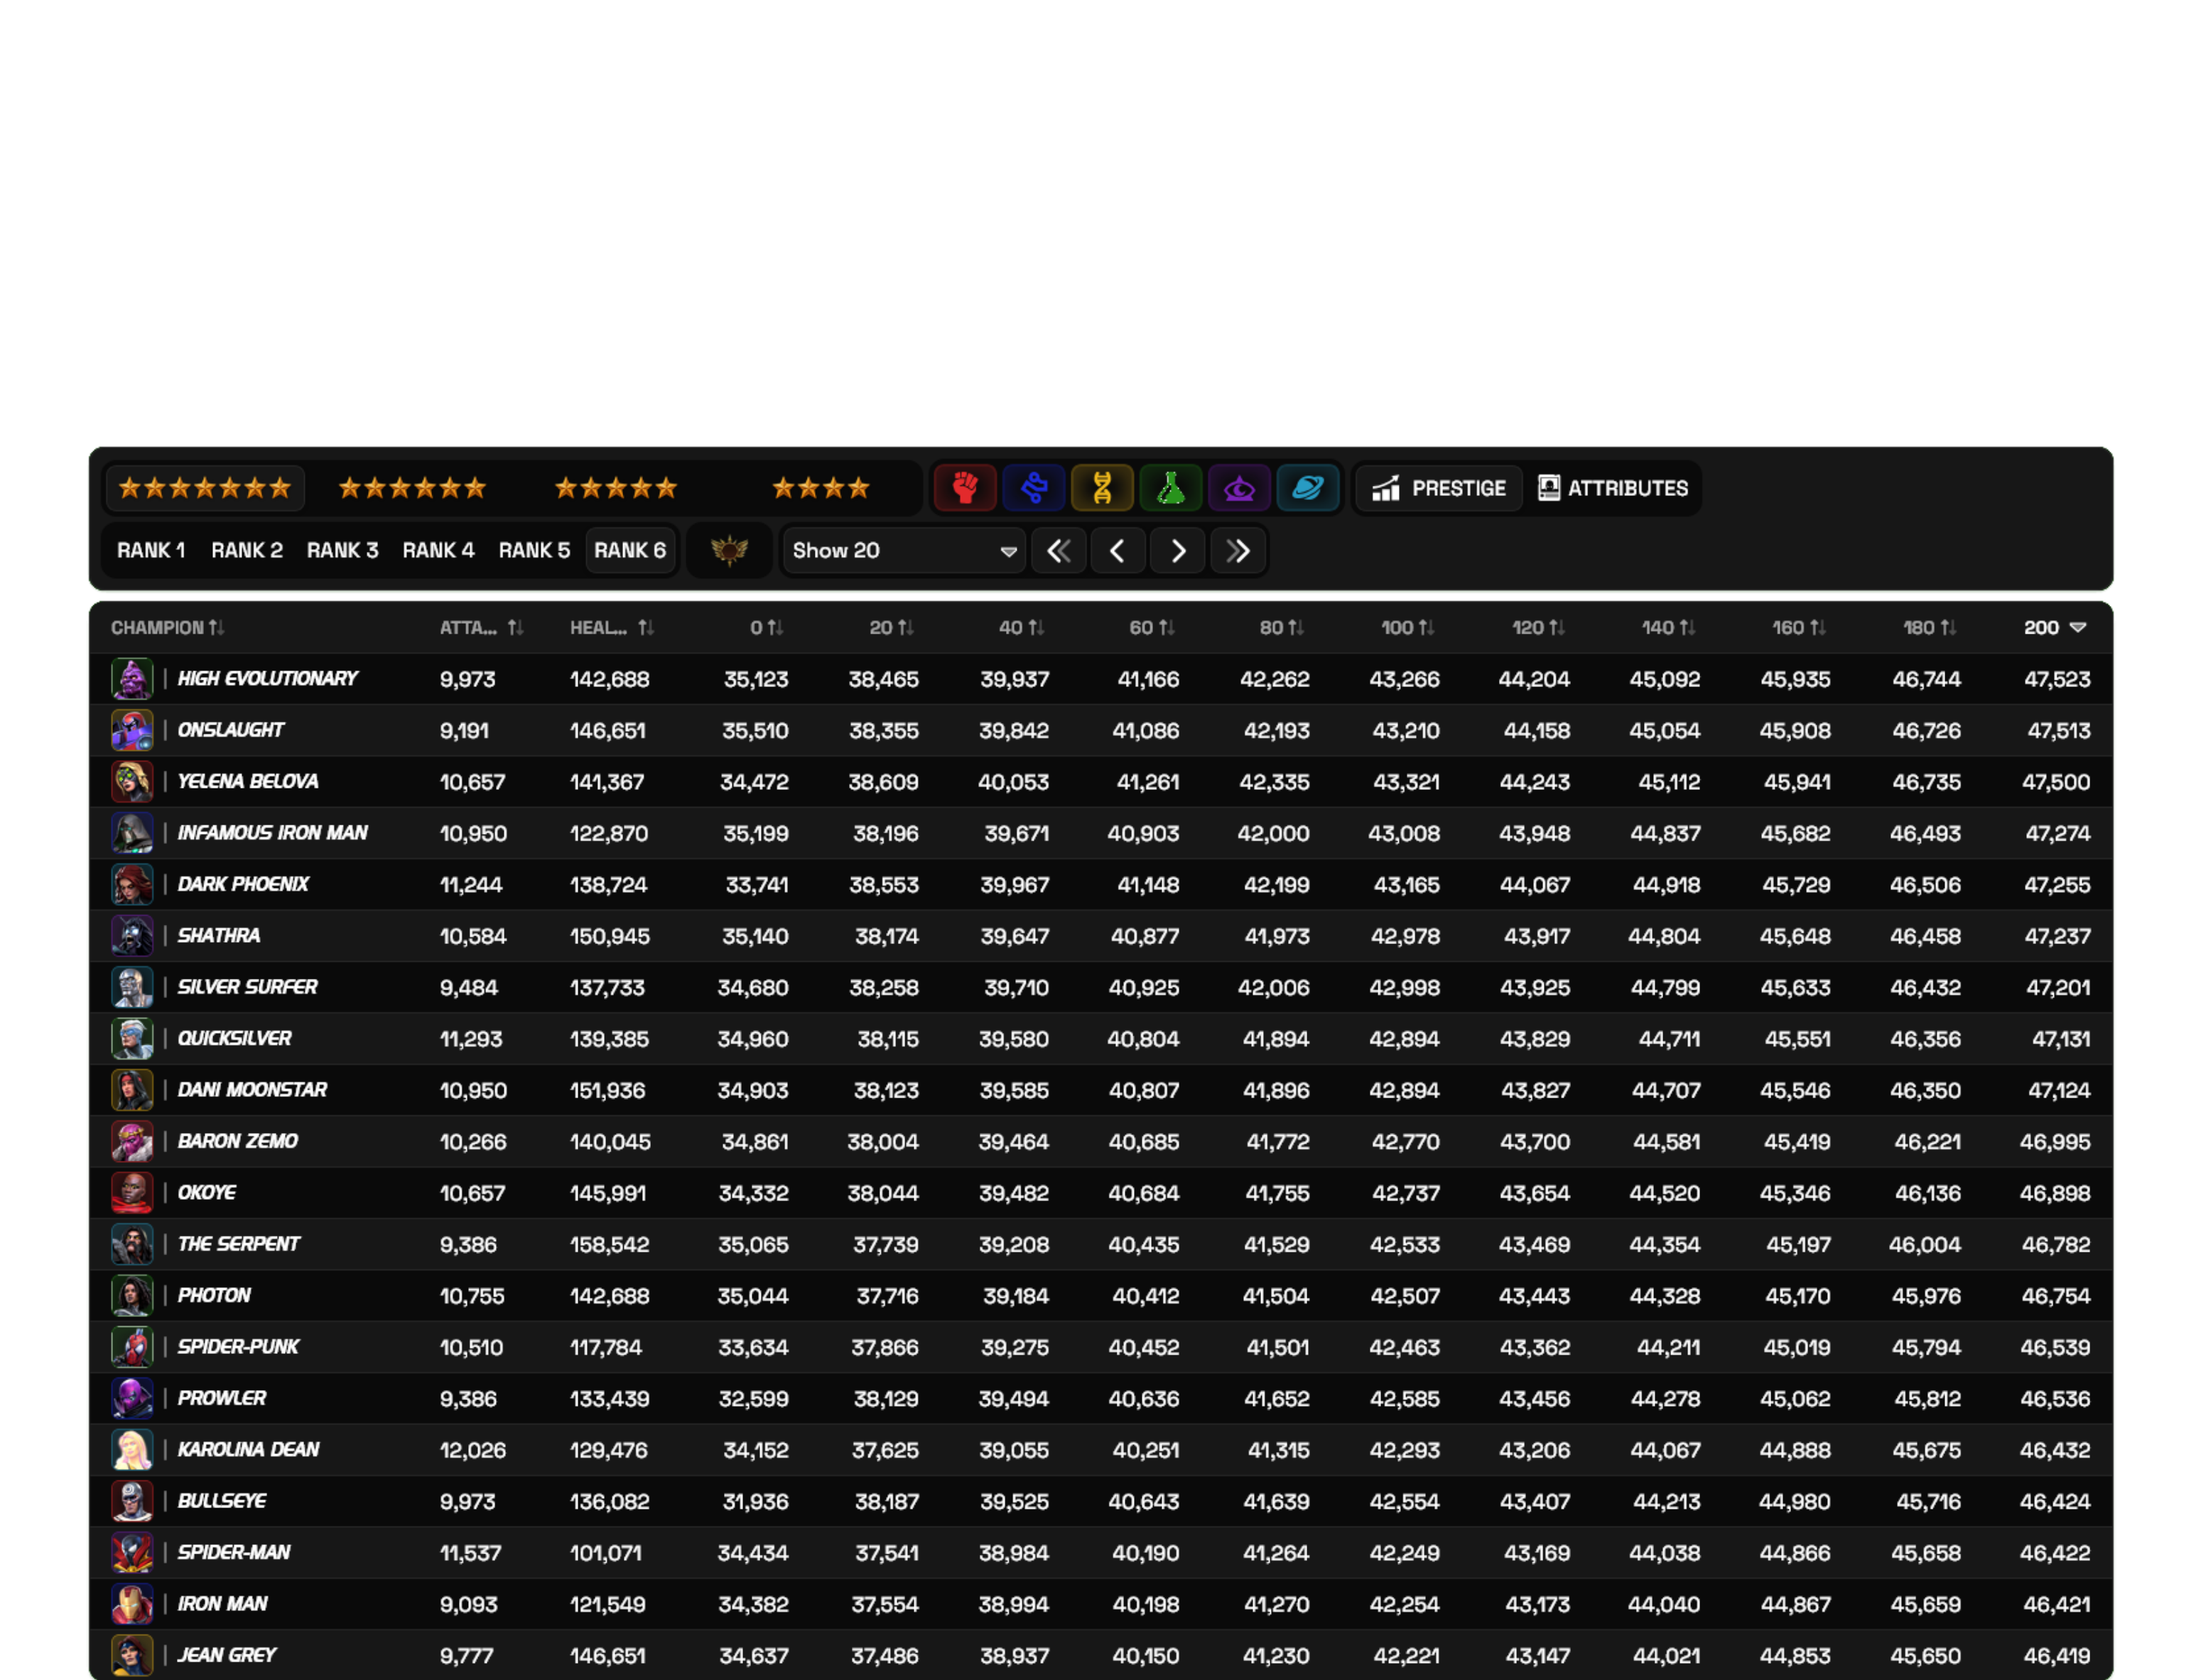 PRESTIGE ATTRIBUTES
RANK 1 RANK 2 RANK 3 RANK 4 RANK 5 RANK 6 Show 20
CHAMPION ATTA... HEAL... 0 20 40 60 80 100 120 140 160 180 200
HIGH EVOLUTIONARY 9,973 142,688 35,123 38,465 39,937 41,166 42,262 43,266 44,204 45,092 45,935 46,744 47,523
ONSLAUGHT 9,191 146,651 35,510 38,355 39,842 41,086 42,193 43,210 44,158 45,054 45,908 46,726 47,513
YELENA BELOVA 10,657 141,367 34,472 38,609 40,053 41,261 42,335 43,321 44,243 45,112 45,941 46,735 47,500
INFAMOUS IRON MAN 10,950 122,870 35,199 38,196 39,671 40,903 42,000 43,008 43,948 44,837 45,682 46,493 47,274
DARK PHOENIX 11,244 138,724 33,741 38,553 39,967 41,148 42,199 43,165 44,067 44,918 45,729 46,506 47,255
SHATHRA 10,584 150,945 35,140 38,174 39,647 40,877 41,973 42,978 43,917 44,804 45,648 46,458 47,237
SILVER SURFER 9,484 137,733 34,680 38,258 39,710 40,925 42,006 42,998 43,925 44,799 45,633 46,432 47,201
QUICKSILVER 11,293 139,385 34,960 38,115 39,580 40,804 41,894 42,894 43,829 44,711 45,551 46,356 47,131
DANI MOONSTAR 10,950 151,936 34,903 38,123 39,585 40,807 41,896 42,894 43,827 44,707 45,546 46,350 47,124
BARON ZEMO 10,266 140,045 34,861 38,004 39,464 40,685 41,772 42,770 43,700 44,581 45,419 46,221 46,995
OKOYE 10,657 145,991 34,332 38,044 39,482 40,684 41,755 42,737 43,654 44,520 45,346 46,136 46,898
THE SERPENT 9,386 158,542 35,065 37,739 39,208 40,435 41,529 42,533 43,469 44,354 45,197 46,004 46,782
PHOTON 10,755 142,688 35,044 37,716 39,184 40,412 41,504 42,507 43,443 44,328 45,170 45,976 46,754
SPIDER-PUNK 10,510 117,784 33,634 37,866 39,275 40,452 41,501 42,463 43,362 44,211 45,019 45,794 46,539
PROWLER 9,386 133,439 32,599 38,129 39,494 40,636 41,652 42,585 43,456 44,278 45,062 45,812 46,536
KAROLINA DEAN 12,026 129,476 34,152 37,625 39,055 40,251 41,315 42,293 43,206 44,067 44,888 45,675 46,432
BULLSEYE 9,973 136,082 31,936 38,187 39,525 40,643 41,639 42,554 43,407 44,213 44,980 45,716 46,424
SPIDER-MAN 11,537 101,071 34,434 37,541 38,984 40,190 41,264 42,249 43,169 44,038 44,866 45,658 46,422
IRON MAN 9,093 121,549 34,382 37,554 38,994 40,198 41,270 42,254 43,173 44,040 44,867 45,659 46,421
JEAN GREY 9,777 146,651 34,637 37,486 38,937 40,150 41,230 42,221 43,147 44,021 44,853 45,650 46,419